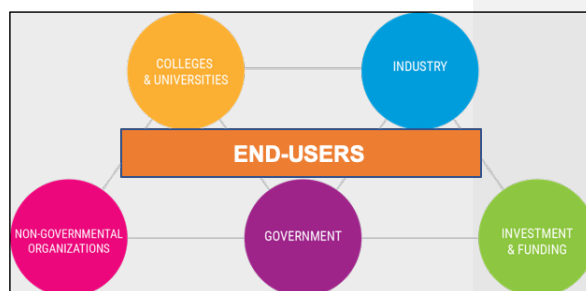 COLLEGES
& UNIVERSITIES
INDUSTRY
END-USERS
NON-GOVERNMENTAL
ORGANIZATIONS
GOVERNMENT
INVESTMENT
& FUNDING